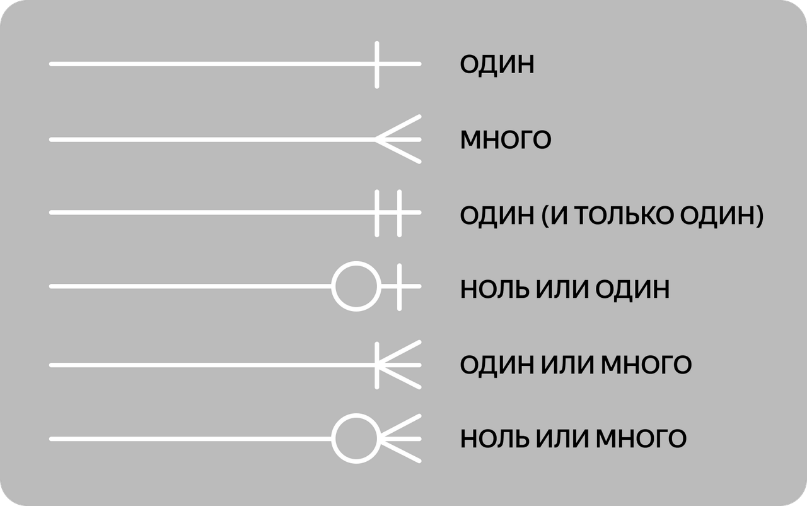 ОДИН
МНОГО
ОДИН (И ТОЛЬКО ОДИН)
НОЛЬ ИЛИ ОДИН
ОДИН ИЛИ МНОГО
НОЛЬ ИЛИ МНОГО